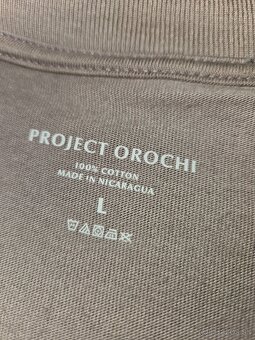 PROJECT OROCHI
100% COTTON
MADE IN NICARAGUA
L